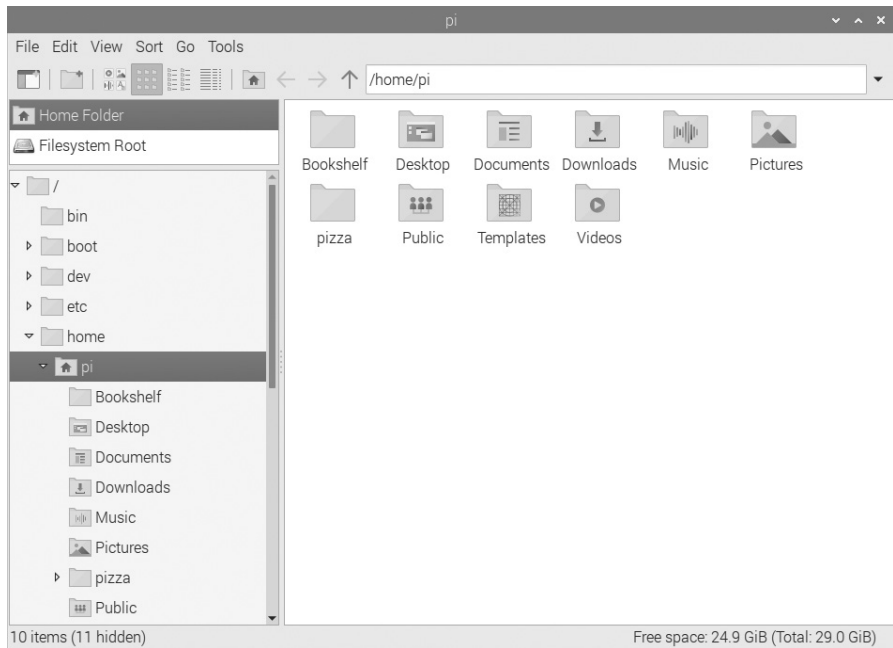 pi
File Edit View Sort Go Tools
/home/pi
Home Folder
Filesystem Root
/
bin
boot
dev
etc
home
pi
Bookshelf
Desktop
Documents
Downloads
Music
Pictures
pizza
Public
Bookshelf Desktop Documents Downloads Music Pictures
pizza Public Templates Videos
10 items (11 hidden) Free space: 24.9 GiB (Total: 29.0 GiB)